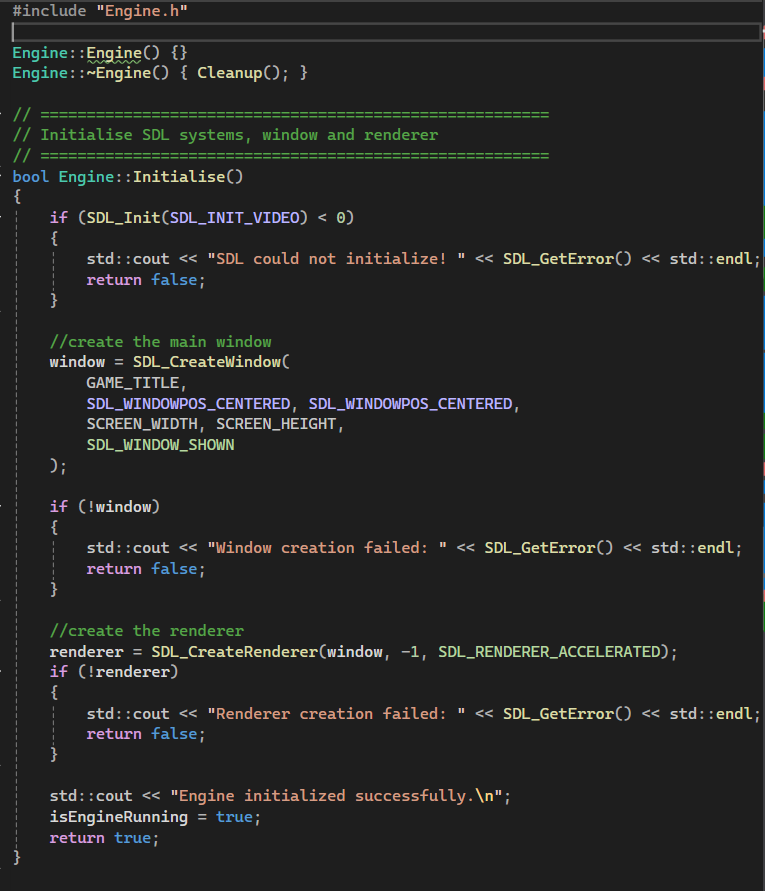 #include "Engine.h"
Engine::Engine() {}
Engine::~Engine() { Cleanup(); }
// =======================================================
// Initialise SDL systems, window and renderer
// =======================================================
bool Engine::Initialise()
{
if (SDL_Init(SDL_INIT_VIDEO) < 0)
{
std::cout << "SDL could not initialize! " << SDL_GetError() << std::endl;
return false;
}
//create the main window
window = SDL_CreateWindow(
GAME_TITLE,
SDL_WINDOWPOS_CENTERED, SDL_WINDOWPOS_CENTERED,
SCREEN_WIDTH, SCREEN_HEIGHT,
SDL_WINDOW_SHOWN
);
if (!window)
{
std::cout << "Window creation failed: " << SDL_GetError() << std::endl;
return false;
}
//create the renderer
renderer = SDL_CreateRenderer(window, -1, SDL_RENDERER_ACCELERATED);
if (!renderer)
{
std::cout << "Renderer creation failed: " << SDL_GetError() << std::endl;
return false;
}
std::cout << "Engine initialized successfully.\n";
isEngineRunning = true;
return true;
}